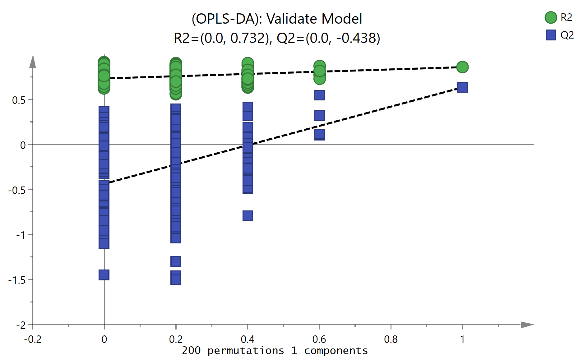 (OPLS-DA): Validate Model
R2=(0.0, 0.732), Q2=(0.0, -0.438)
R2
Q2
0.5
0
-0.5
-1
-1.5
-2
-0.2 0 0.2 0.4 0.6 0.8 1
200 permutations 1 components